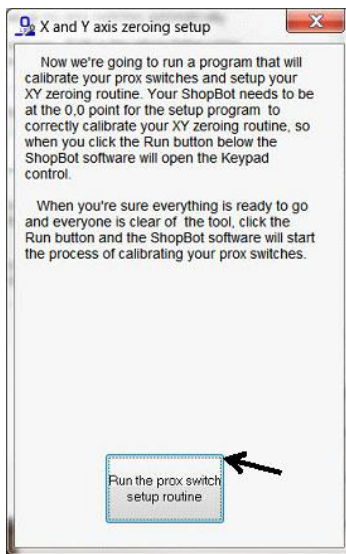 X and Y axis zeroing setup
Now we're going to run a program that will
calibrate your prox switches and setup your
XY zeroing routine. Your ShopBot needs to be
at the 0,0 point for the setup program to
correctly calibrate your XY zeroing routine, so
when you click the Run button below the
ShopBot software will open the Keypad
control.
When you're sure everything is ready to go
and everyone is clear of the tool, click the
Run button and the ShopBot software will start
the process of calibrating your prox switches.
Run the prox switch
setup routine